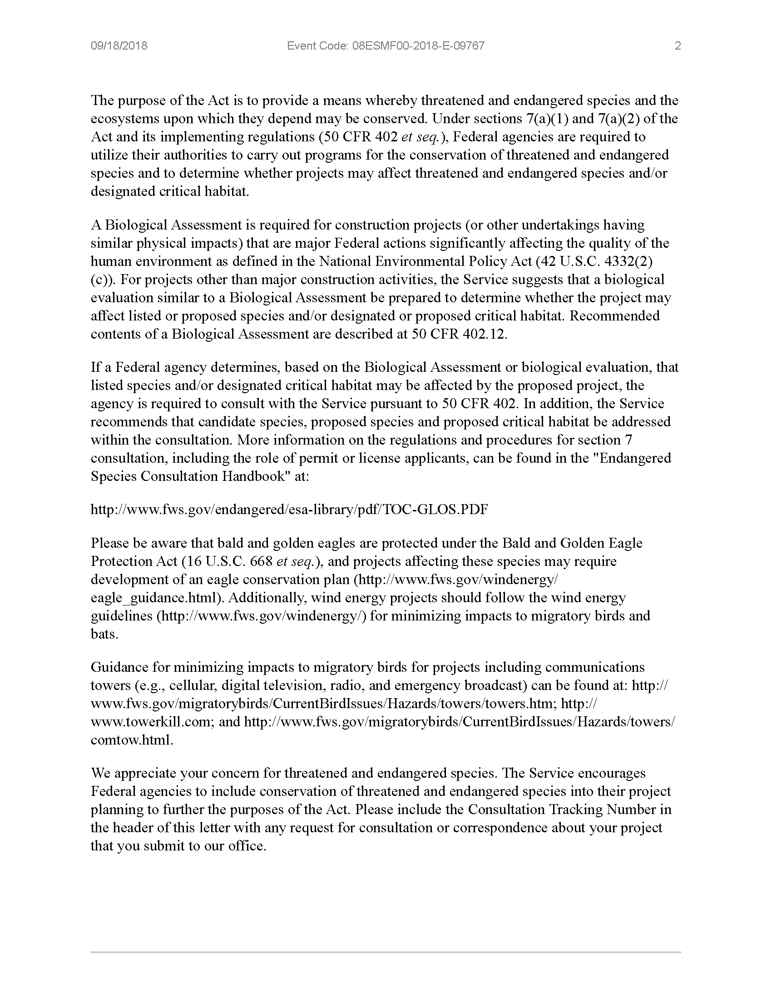 09/18/2018 Event Code: 08ESMF00-2018-E-09767 2
The purpose of the Act is to provide a means whereby threatened and endangered species and the
ecosystems upon which they depend may be conserved. Under sections 7(a)(1) and 7(a)(2) of the
Act and its implementing regulations (50 CFR 402 et seq.), Federal agencies are required to
utilize their authorities to carry out programs for the conservation of threatened and endangered
species and to determine whether projects may affect threatened and endangered species and/or
designated critical habitat.
A Biological Assessment is required for construction projects (or other undertakings having
similar physical impacts) that are major Federal actions significantly affecting the quality of the
human environment as defined in the National Environmental Policy Act (42 U.S.C. 4332(2)
(c)). For projects other than major construction activities, the Service suggests that a biological
evaluation similar to a Biological Assessment be prepared to determine whether the project may
affect listed or proposed species and/or designated or proposed critical habitat. Recommended
contents of a Biological Assessment are described at 50 CFR 402.12.
If a Federal agency determines, based on the Biological Assessment or biological evaluation, that
listed species and/or designated critical habitat may be affected by the proposed project, the
agency is required to consult with the Service pursuant to 50 CFR 402. In addition, the Service
recommends that candidate species, proposed species and proposed critical habitat be addressed
within the consultation. More information on the regulations and procedures for section 7
consultation, including the role of permit or license applicants, can be found in the "Endangered
Species Consultation Handbook" at:
http://www.fws.gov/endangered/esa-library/pdf/TOC-GLOS.PDF
Please be aware that bald and golden eagles are protected under the Bald and Golden Eagle
Protection Act (16 U.S.C. 668 et seq.), and projects affecting these species may require
development of an eagle conservation plan (http://www.fws.gov/windenergy/
eagle_guidance.html). Additionally, wind energy projects should follow the wind energy
guidelines (http://www.fws.gov/windenergy/) for minimizing impacts to migratory birds and
bats.
Guidance for minimizing impacts to migratory birds for projects including communications
towers (e.g., cellular, digital television, radio, and emergency broadcast) can be found at: http://
www.fws.gov/migratorybirds/CurrentBirdIssues/Hazards/towers/towers.htm; http://
www.towerkill.com; and http://www.fws.gov/migratorybirds/CurrentBirdIssues/Hazards/towers/
comtow.html.
We appreciate your concern for threatened and endangered species. The Service encourages
Federal agencies to include conservation of threatened and endangered species into their project
planning to further the purposes of the Act. Please include the Consultation Tracking Number in
the header of this letter with any request for consultation or correspondence about your project
that you submit to our office.